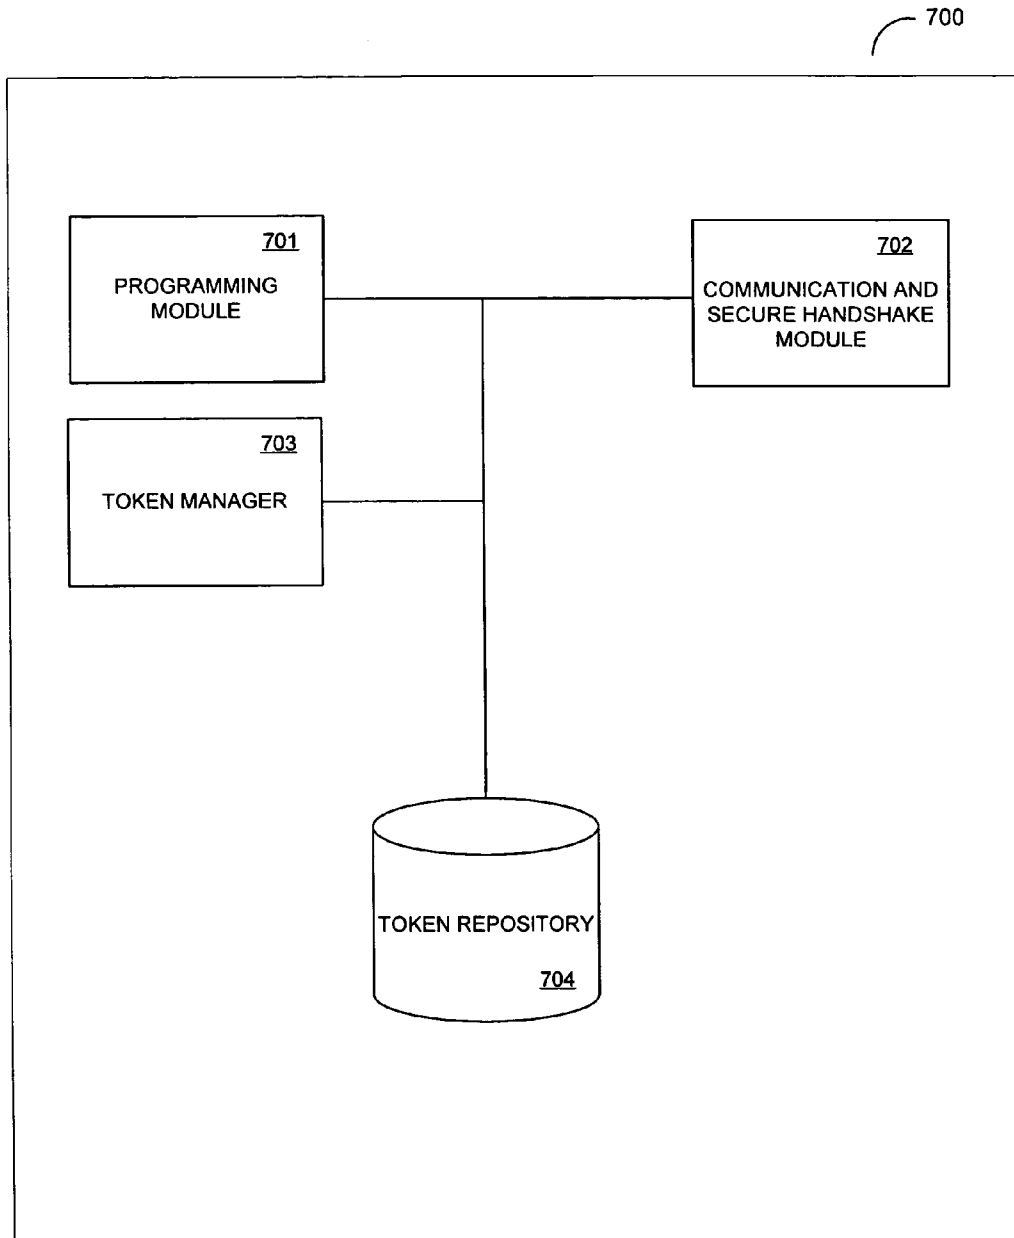 700
701
PROGRAMMING
MODULE
702
COMMUNICATION AND
SECURE HANDSHAKE
MODULE
703
TOKEN MANAGER
TOKEN REPOSITORY
704